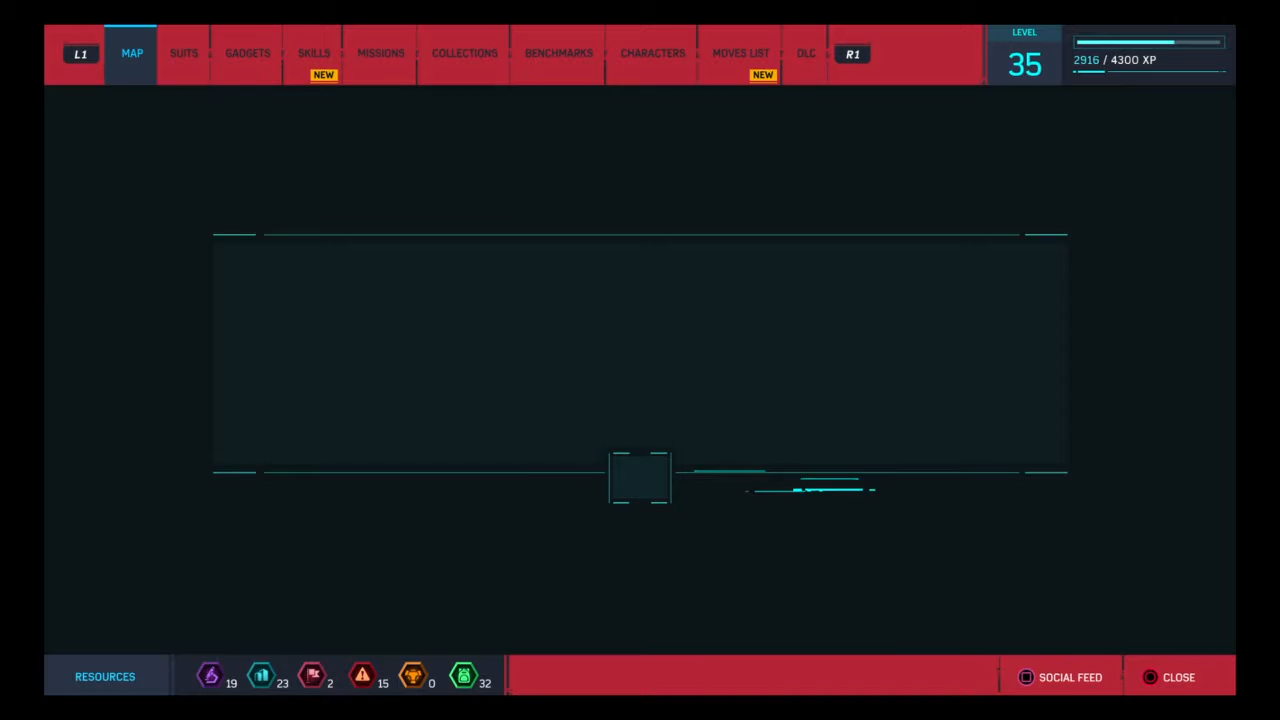 L1 MAP SUITS GADGETS SKILLS MISSIONS COLLECTIONS BENCHMARKS CHARACTERS MOVES LIST DLC R1
NEW NEW
LEVEL
35
2916 / 4300 XP
RESOURCES 19 23 2 15 0 32 SOCIAL FEED CLOSE